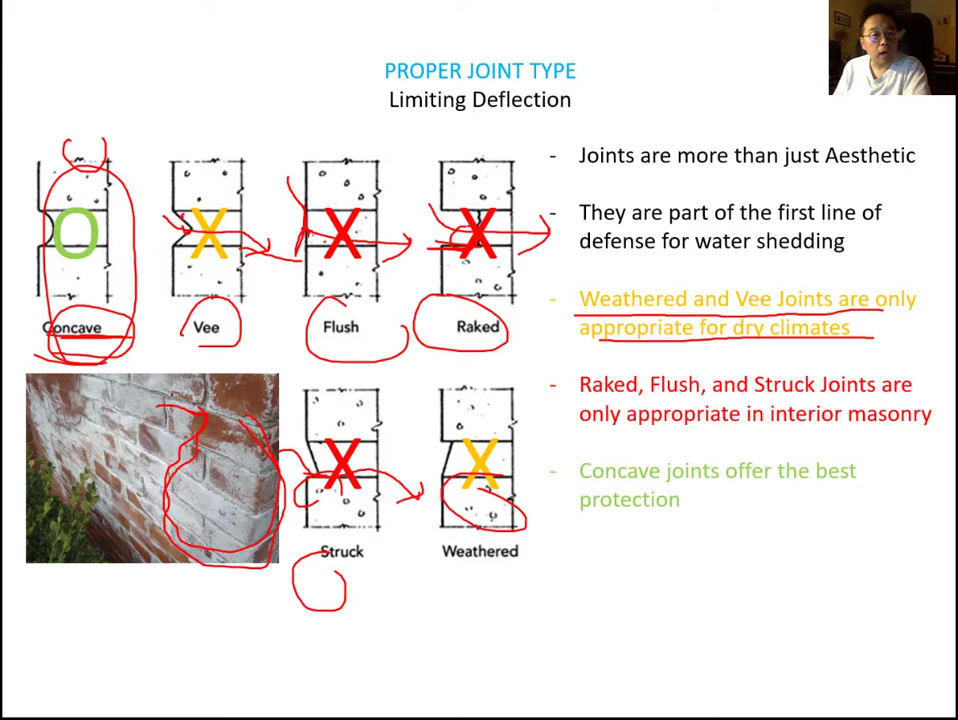 PROPER JOINT TYPE
Limiting Deflection
O
X
X
X
Concave
Vee
Flush
Raked
X
X
Struck
Weathered
- Joints are more than just Aesthetic
- They are part of the first line of
defense for water shedding
- Weathered and Vee Joints are only
appropriate for dry climates
- Raked, Flush, and Struck Joints are
only appropriate in interior masonry
- Concave joints offer the best
protection